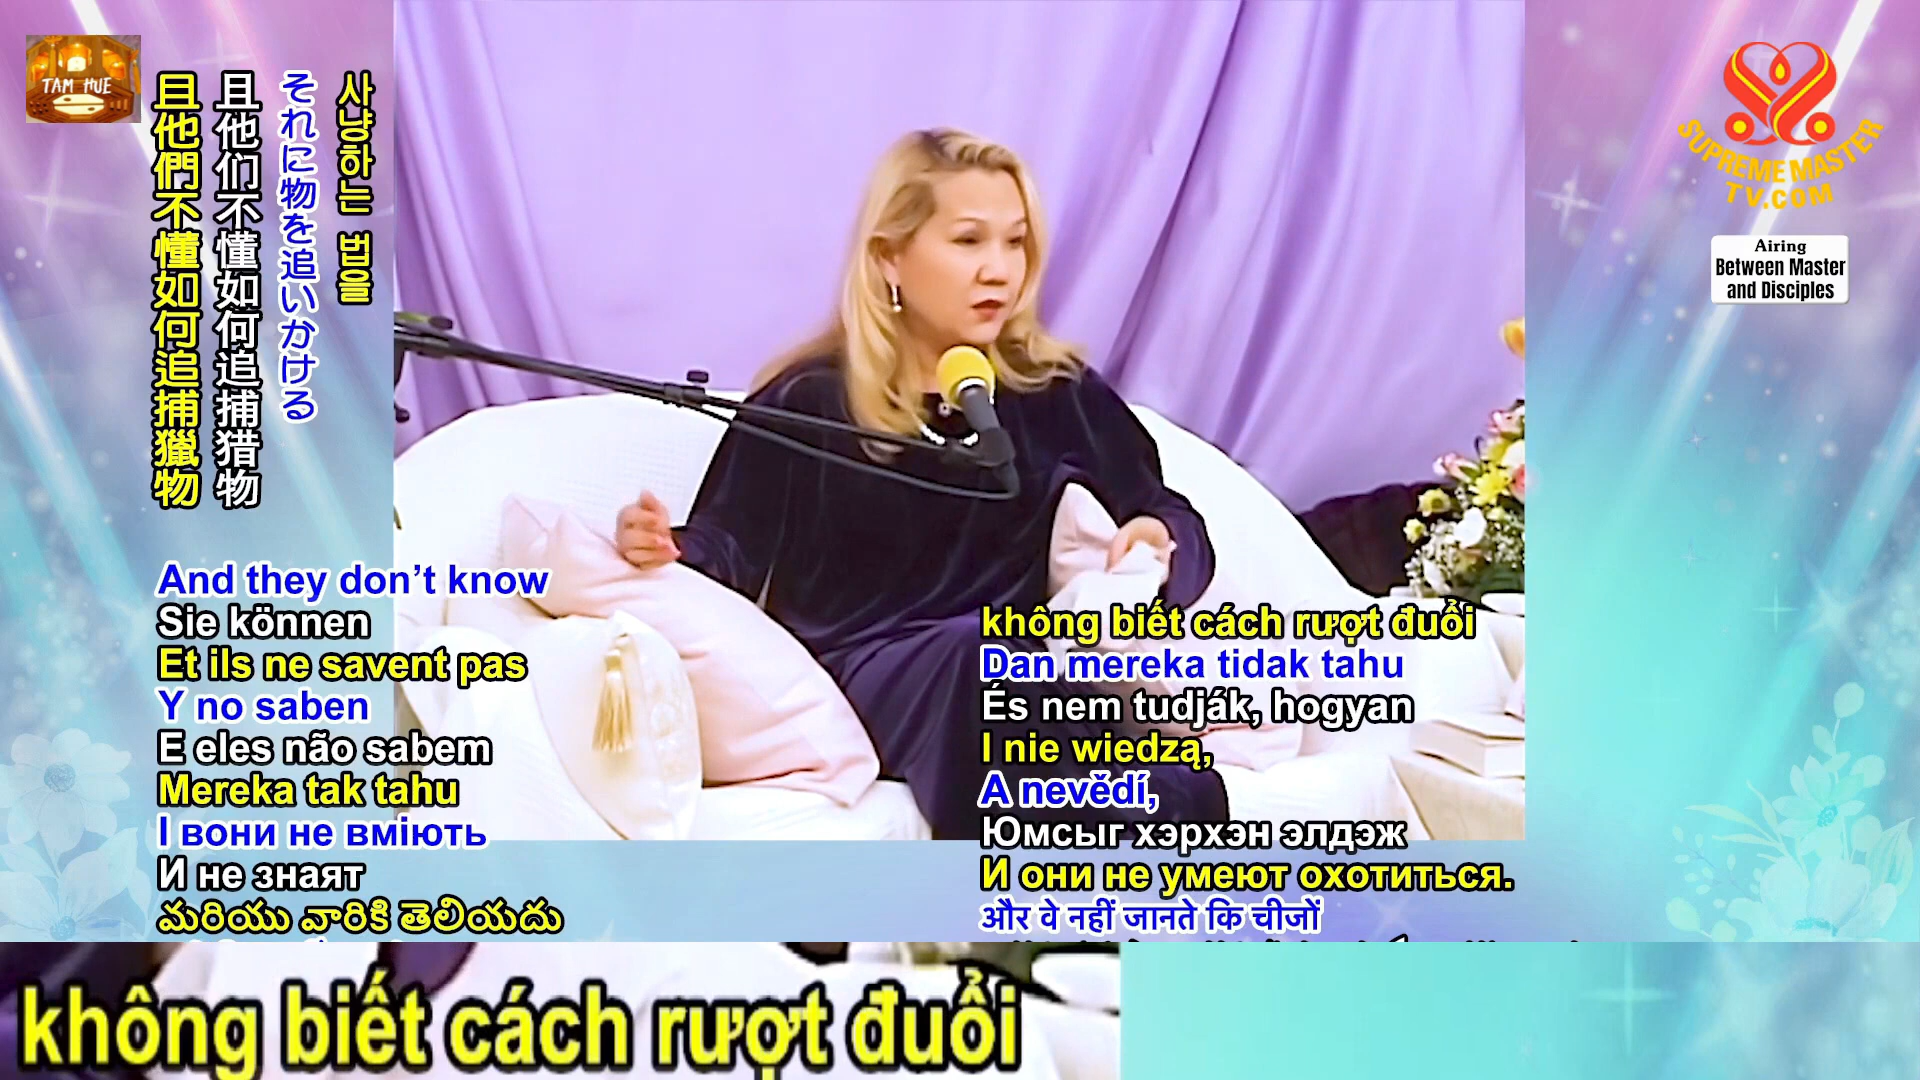 TAM HUE
且他們不懂如何追捕獵物
且他们不懂如何追捕猎物
それに物を追いかける
사냥하는 법을
SUPREME MASTER
TV.COM
Airing
Between Master
and Disciples
And they don’t know
Sie können
Et ils ne savent pas
Y no saben
E eles não sabem
Mereka tak tahu
І вони не вміють
И не знаят
మరియు వారికి తెలియదు
không biết cách rượt đuổi
Dan mereka tidak tahu
És nem tudják, hogyan
I nie wiedzą,
A nevědí,
Юмсыг хэрхэн элдэж
И они не умеют охотиться.
और वे नहीं जानते कि चीजों
không biết cách rượt đuổi